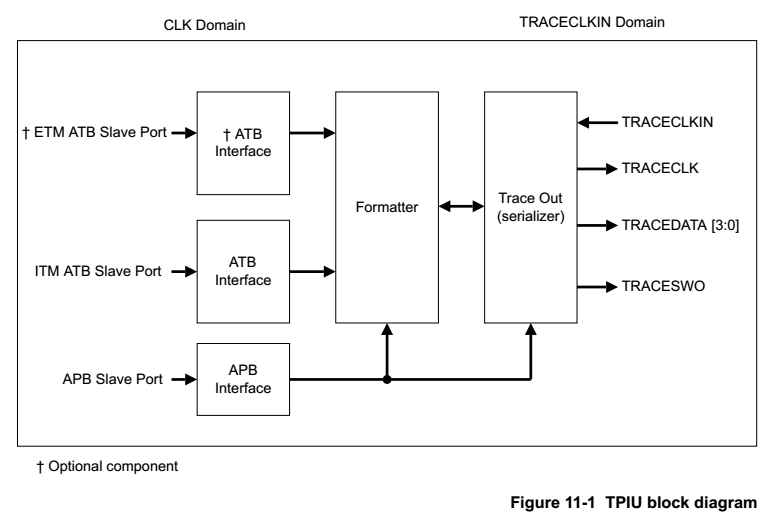 CLK Domain
TRACECLKIN Domain
† ETM ATB Slave Port
† ATB
Interface
ITM ATB Slave Port
ATB
Interface
APB Slave Port
APB
Interface
Formatter
Trace Out
(serializer)
TRACECLKIN
TRACECLK
TRACEDATA [3:0]
TRACESWO
† Optional component
Figure 11-1 TPIU block diagram